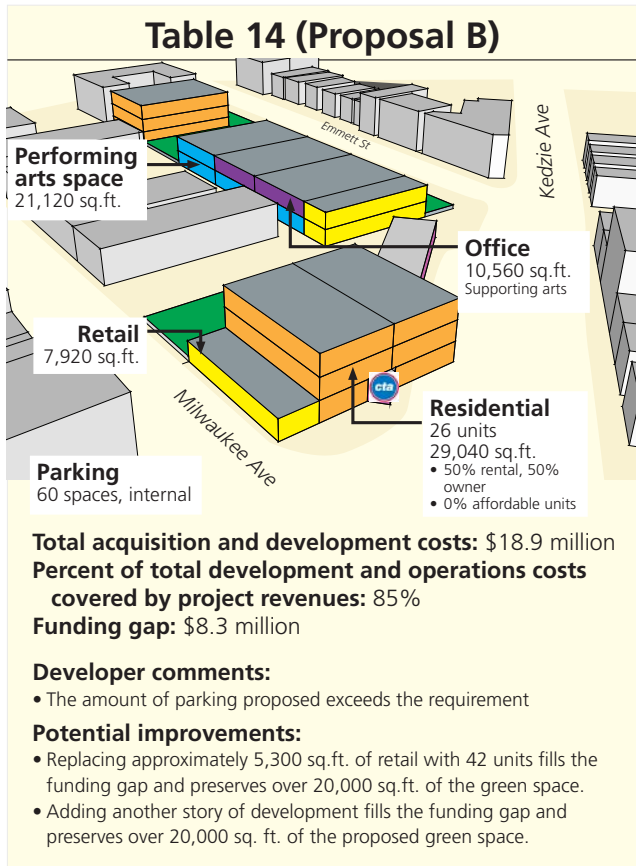 Table 14 (Proposal B)
Emmett St
Kedzie Ave
Performing
arts space
21,120 sq.ft.
Office
10,560 sq.ft.
Supporting arts
Retail
7,920 sq.ft.
cta
Milwaukee Ave
Residential
26 units
29,040 sq.ft.
• 50% rental, 50%
owner
• 0% affordable units
Parking
60 spaces, internal
Total acquisition and development costs: $18.9 million
Percent of total development and operations costs
covered by project revenues: 85%
Funding gap: $8.3 million
Developer comments:
• The amount of parking proposed exceeds the requirement
Potential improvements:
• Replacing approximately 5,300 sq.ft. of retail with 42 units fills the
funding gap and preserves over 20,000 sq.ft. of the green space.
• Adding another story of development fills the funding gap and
preserves over 20,000 sq. ft. of the proposed green space.